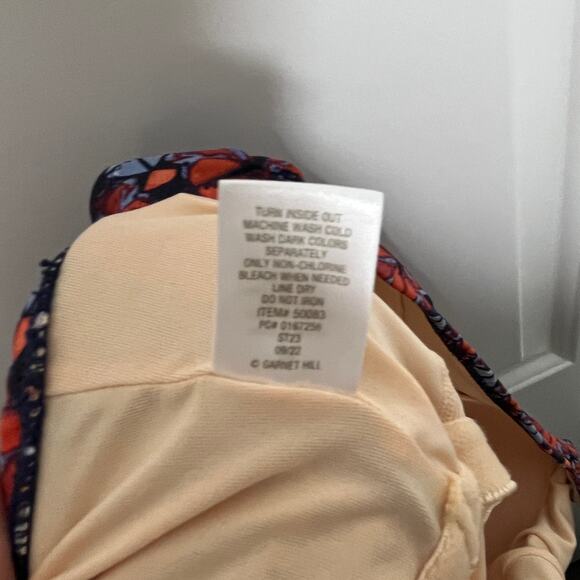 TURN INSIDE OUT
MACHINE WASH COLD
WASH DARK COLORS
SEPARATELY
ONLY NON-CHLORINE
BLEACH WHEN NEEDED
LINE DRY
DO NOT IRON
ITEM# 50083
PO# 0167256
ST23
09/22
© GARNET HILL